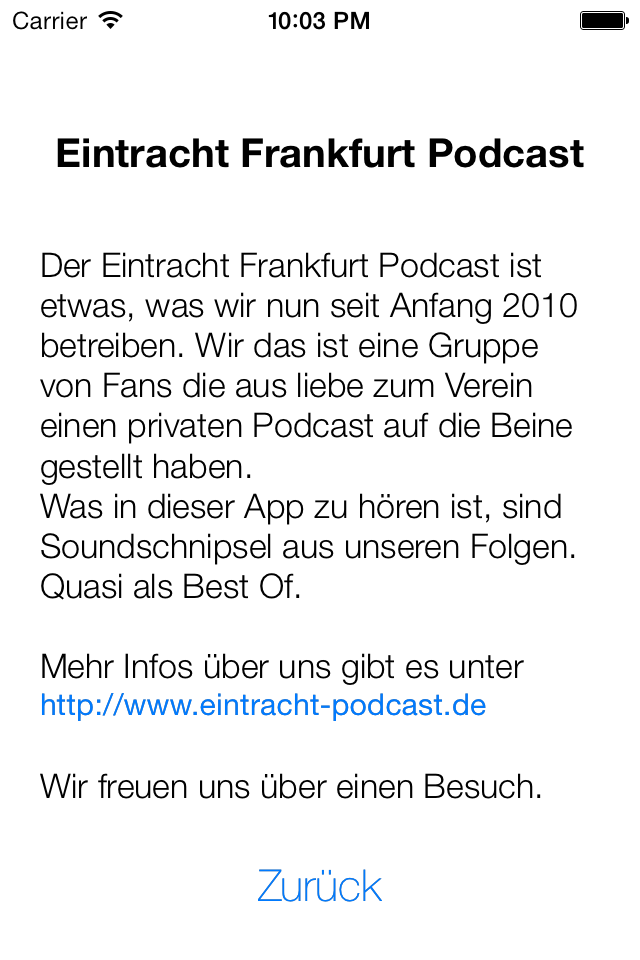 Carrier 10:03 PM
Eintracht Frankfurt Podcast
Der Eintracht Frankfurt Podcast ist
etwas, was wir nun seit Anfang 2010
betreiben. Wir das ist eine Gruppe
von Fans die aus liebe zum Verein
einen privaten Podcast auf die Beine
gestellt haben.
Was in dieser App zu hören ist, sind
Soundschnipsel aus unseren Folgen.
Quasi als Best Of.
Mehr Infos über uns gibt es unter
http://www.eintracht-podcast.de
Wir freuen uns über einen Besuch.
Zurück